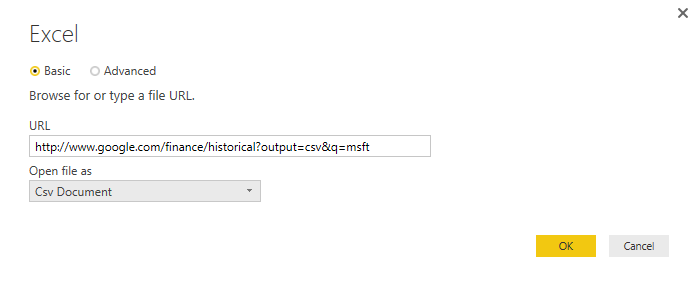 Excel
Basic Advanced
Browse for or type a file URL.
URL
http://www.google.com/finance/historical?output=csv&q=msft
Open file as
Csv Document
OK Cancel